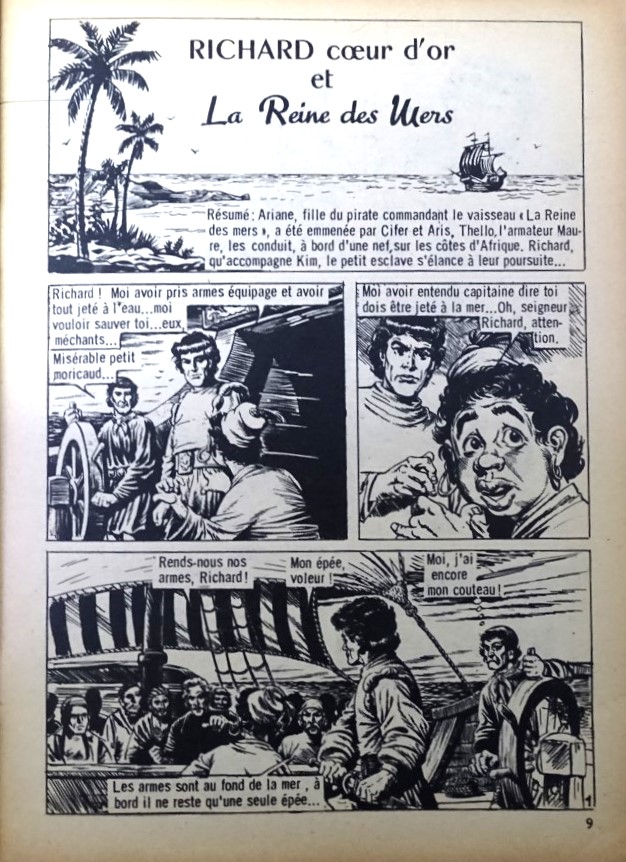 RICHARD cœur d'or
et
La Reine des Mers
Résumé : Ariane, fille du pirate commandant le vaisseau « La Reine
des mers », a été emmenée par Cifer et Aris, Thello, l'armateur Mau-
re, les conduit, à bord d'une nef, sur les côtes d'Afrique. Richard,
qu'accompagne Kim, le petit esclave s'élance à leur poursuite...
Richard ! Moi avoir pris armes équipage et avoir
tout jeté à l'eau...moi
vouloir sauver toi...eux
méchants...
Misérable petit
moricaud...
Moi avoir entendu capitaine dire toi
dois être jeté à la mer...Oh, seigneur
Richard, atten-
tion.
Rends-nous nos
armes, Richard !
Mon épée,
voleur !
Moi, j'ai
encore
mon couteau !
Les armes sont au fond de la mer , à
bord il ne reste qu'une seule épée...
1
9